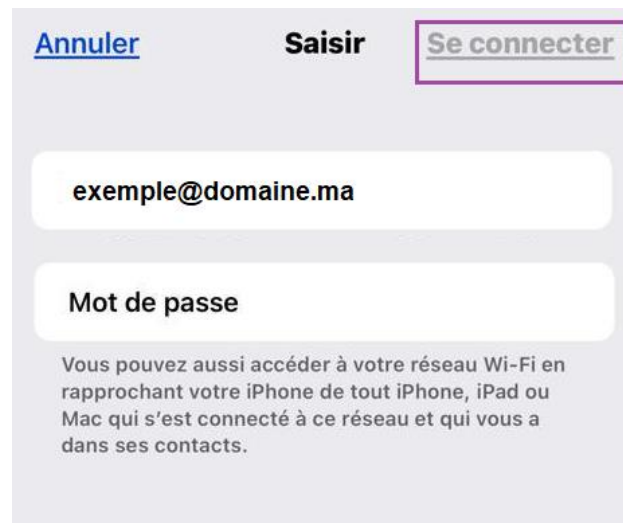 Annuler Saisir Se connecter
exemple@domaine.ma
Mot de passe
Vous pouvez aussi accéder à votre réseau Wi-Fi en
rapprochant votre iPhone de tout iPhone, iPad ou
Mac qui s’est connecté à ce réseau et qui vous a
dans ses contacts.